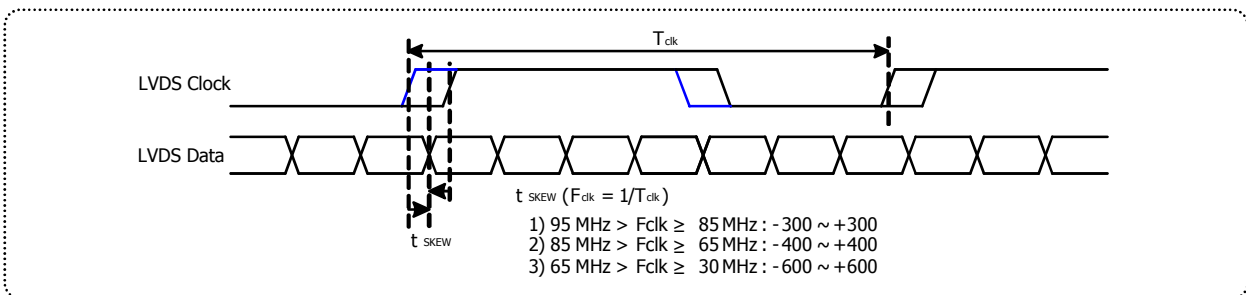 Tclk
LVDS Clock
LVDS Data
t SKEW (Fclk = 1/Tclk)
1) 95 MHz > Fclk ≥ 85 MHz : -300 ~ +300
t SKEW
2) 85 MHz > Fclk ≥ 65 MHz : -400 ~ +400
3) 65 MHz > Fclk ≥ 30 MHz : -600 ~ +600